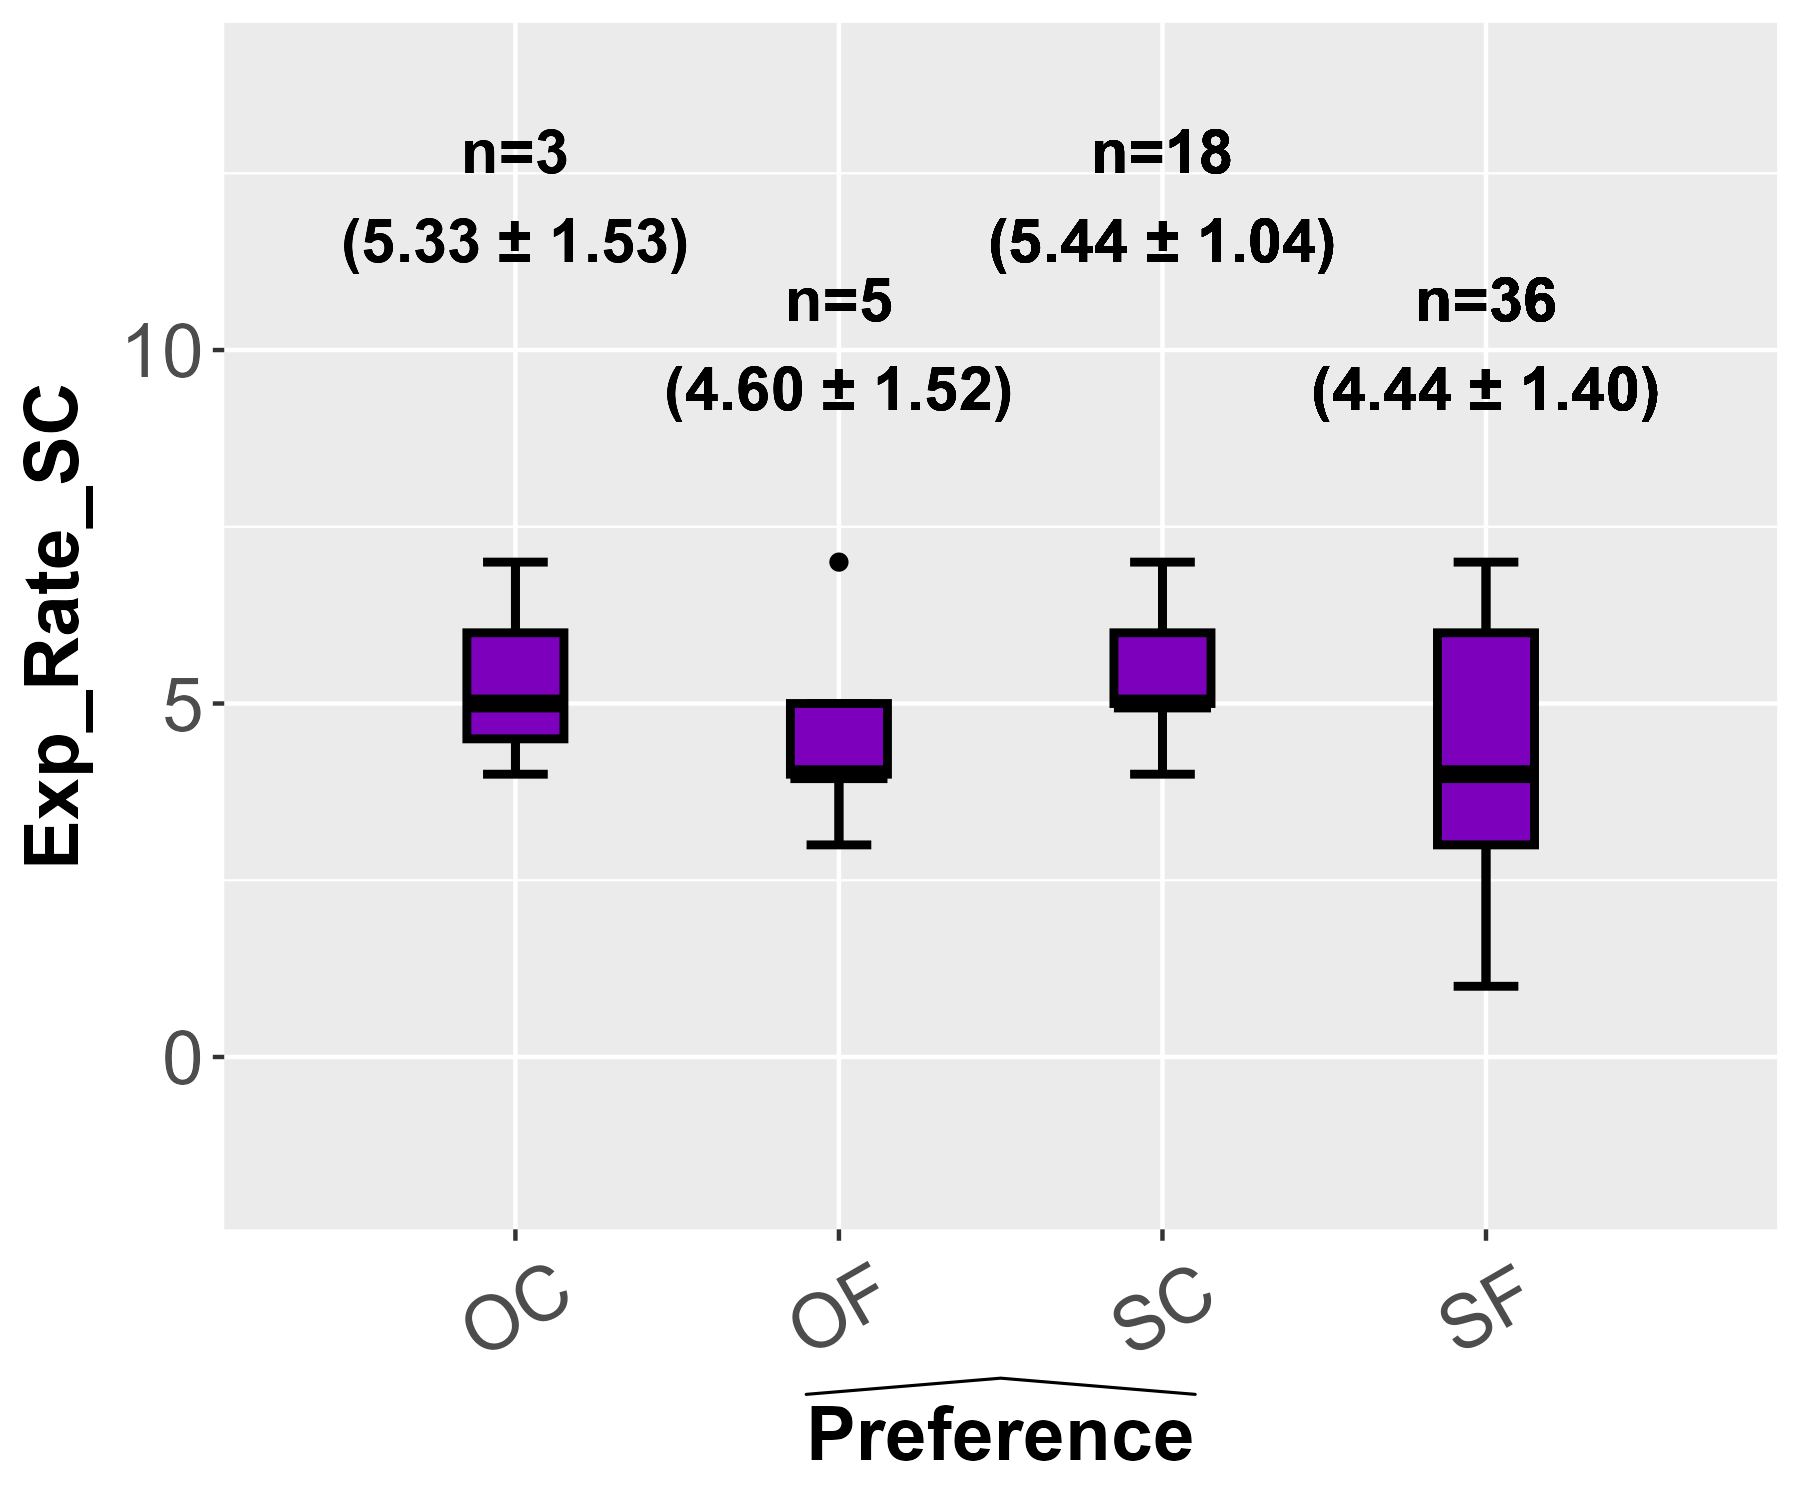 n=3
(5.33 ± 1.53)
n=5
(4.60 ± 1.52)
n=18
(5.44 ± 1.04)
n=36
(4.44 ± 1.40)
Exp_Rate_SC
10
5
0
OC
OF
SC
SF
Preference